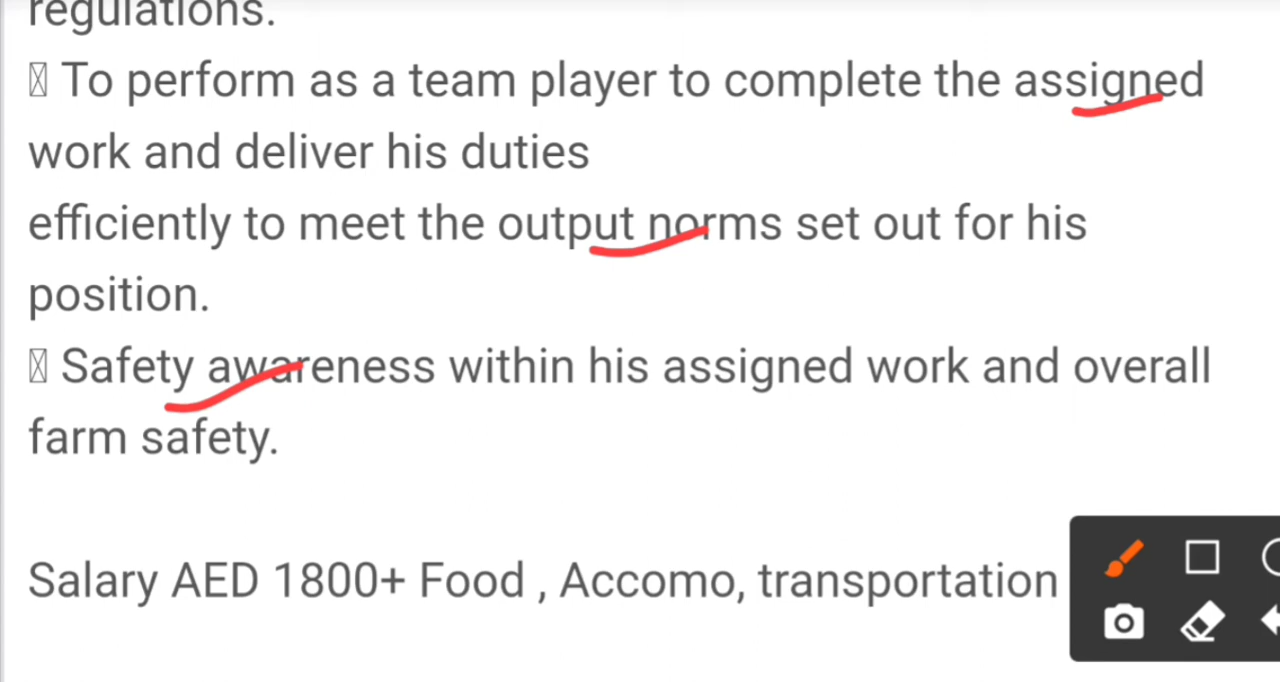 regulations.
To perform as a team player to complete the assigned
work and deliver his duties
efficiently to meet the output norms set out for his
position.
Safety awareness within his assigned work and overall
farm safety.
Salary AED 1800+ Food , Accomo, transportation